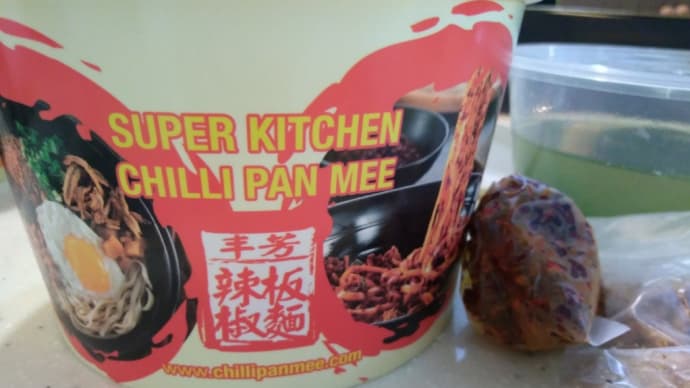 SUPER KITCHEN
CHILLI PAN MEE
丰芳
辣板
椒麵
www.chillipanmee.com